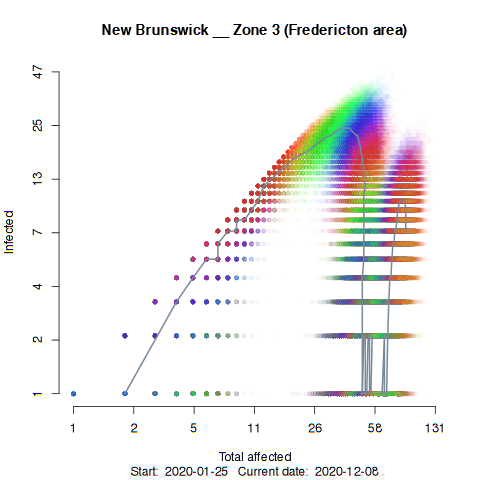 New Brunswick __ Zone 3 (Fredericton area)
47
25
13
7
4
2
1
Infected
1 2 5 11 26 58 131
Total affected
Start: 2020-01-25 Current date: 2020-12-08